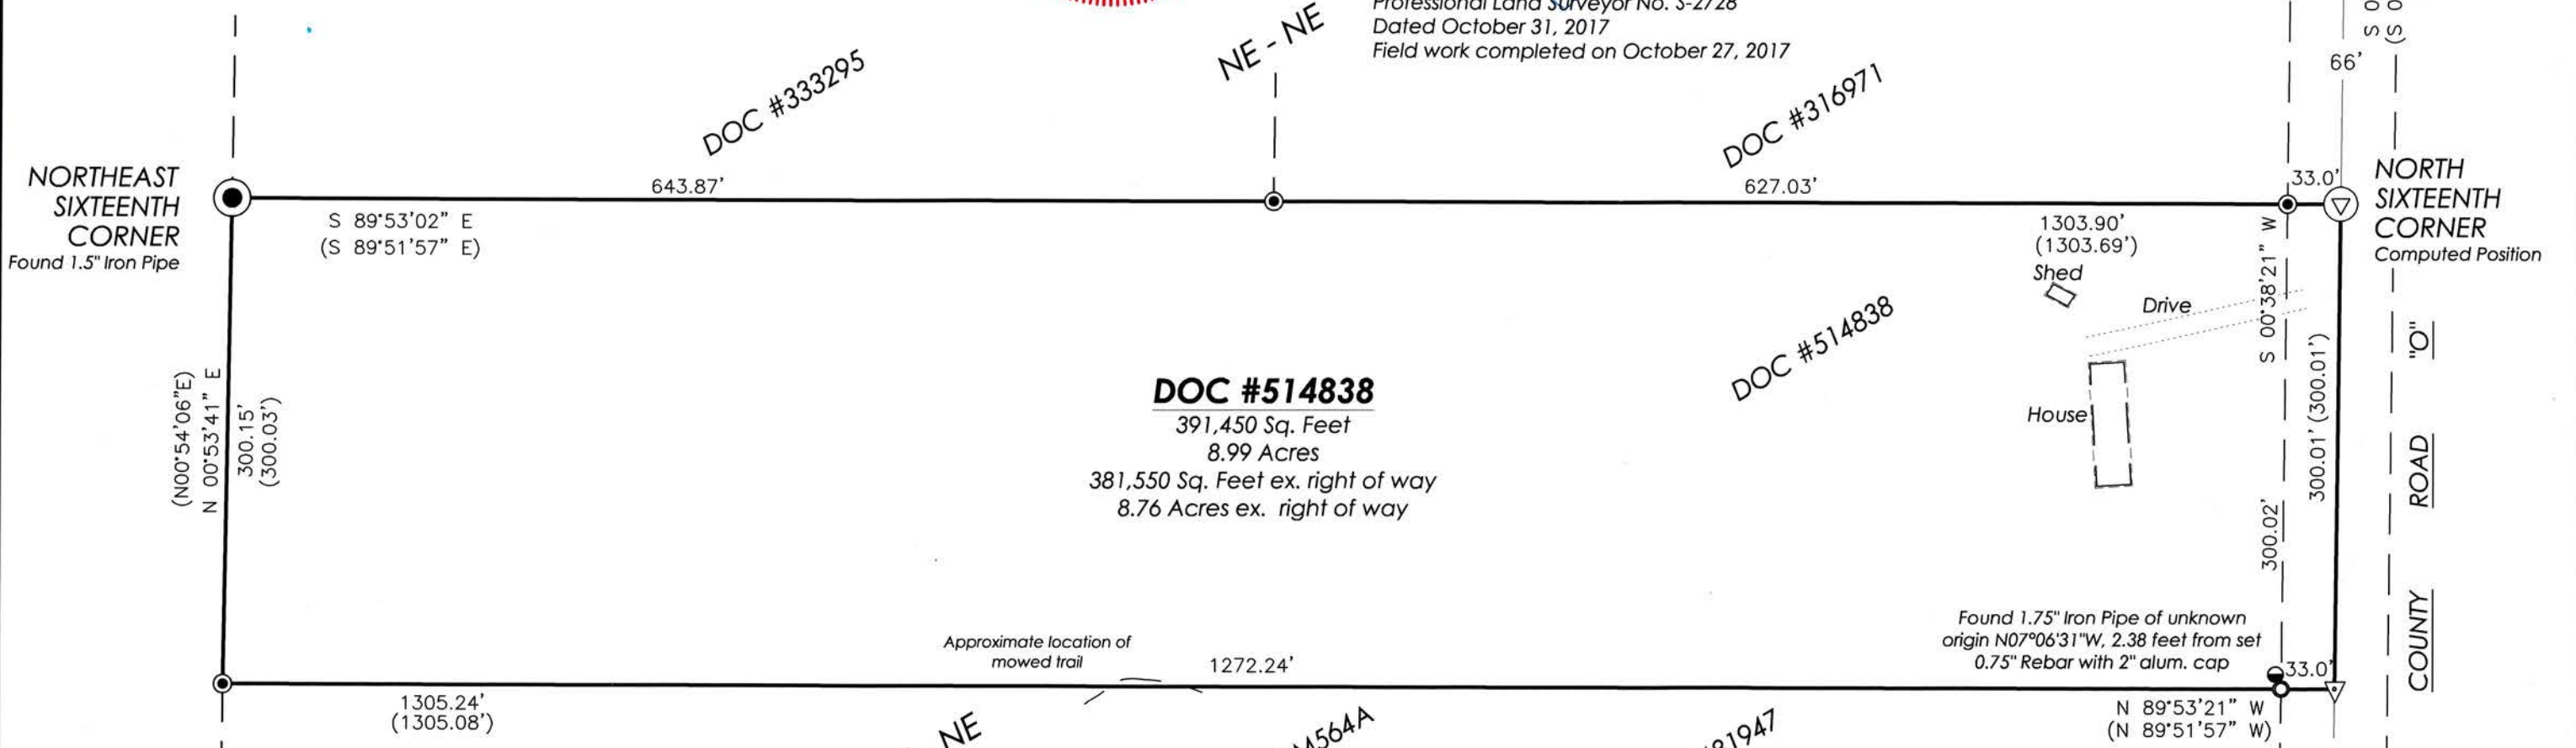 Professional Land Surveyor No. S-2728
Dated October 31, 2017
Field work completed on October 27, 2017
NE - NE
DOC #333295
DOC #316971
66'
NORTHEAST
SIXTEENTH
CORNER
Found 1.5" Iron Pipe
643.87'
627.03'
33.0'
NORTH
SIXTEENTH
CORNER
Computed Position
S 89°53'02" E
(S 89°51'57" E)
1303.90'
(1303.69')
Shed
Drive
House
S 00°38'21" W
300.02'
300.01' (300.01')
(N00°54'06"E)
N 00°53'41" E
300.15'
(300.03')
DOC #514838
391,450 Sq. Feet
8.99 Acres
381,550 Sq. Feet ex. right of way
8.76 Acres ex. right of way
DOC #514838
COUNTY ROAD "O"
Approximate location of
mowed trail
1272.24'
Found 1.75" Iron Pipe of unknown
origin N07°06'31"W, 2.38 feet from set
0.75" Rebar with 2" alum. cap
33.0'
1305.24'
(1305.08')
N 89°53'21" W
(N 89°51'57" W)
NE
564A
81947